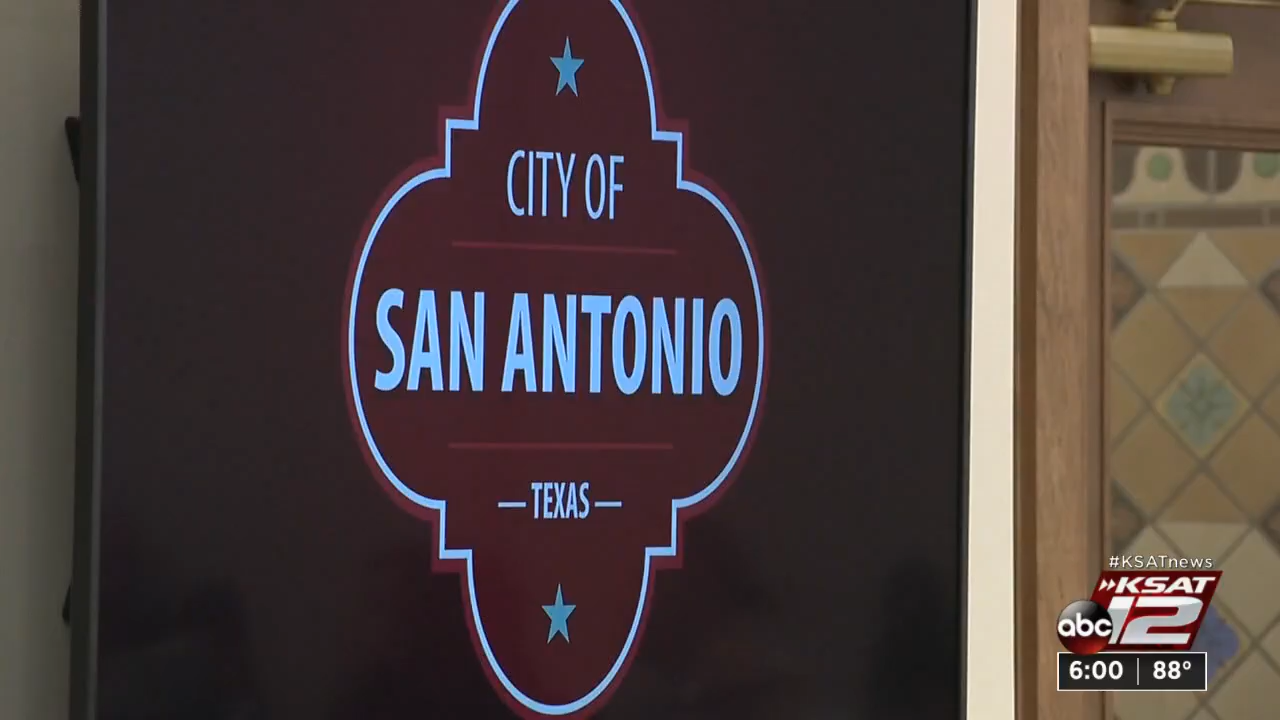 CITY OF
SAN ANTONIO
— TEXAS —
#KSATnews
KSAT
abc 12
6:00 | 88°